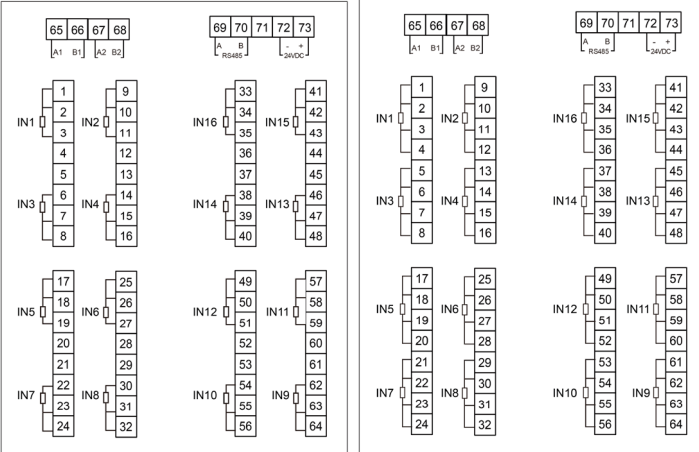 65 66 67 68
A1 B1 A2 B2
69 70 71 72 73
A B - +
RS485 24VDC
IN1 1 2 3 4 5 6 7 8 IN3
IN2 9 10 11 12 13 14 15 16 IN4
IN16 33 34 35 36 37 38 39 40 IN14
IN15 41 42 43 44 45 46 47 48 IN13
IN5 17 18 19 20 21 22 23 24 IN7
IN6 25 26 27 28 29 30 31 32 IN8
IN12 49 50 51 52 53 54 55 56 IN10
IN11 57 58 59 60 61 62 63 64 IN9
65 66 67 68
A1 B1 A2 B2
69 70 71 72 73
A B - +
RS485 24VDC
IN1 1 2 3 4 5 6 7 8 IN3
IN2 9 10 11 12 13 14 15 16 IN4
IN16 33 34 35 36 37 38 39 40 IN14
IN15 41 42 43 44 45 46 47 48 IN13
IN5 17 18 19 20 21 22 23 24 IN7
IN6 25 26 27 28 29 30 31 32 IN8
IN12 49 50 51 52 53 54 55 56 IN10
IN11 57 58 59 60 61 62 63 64 IN9